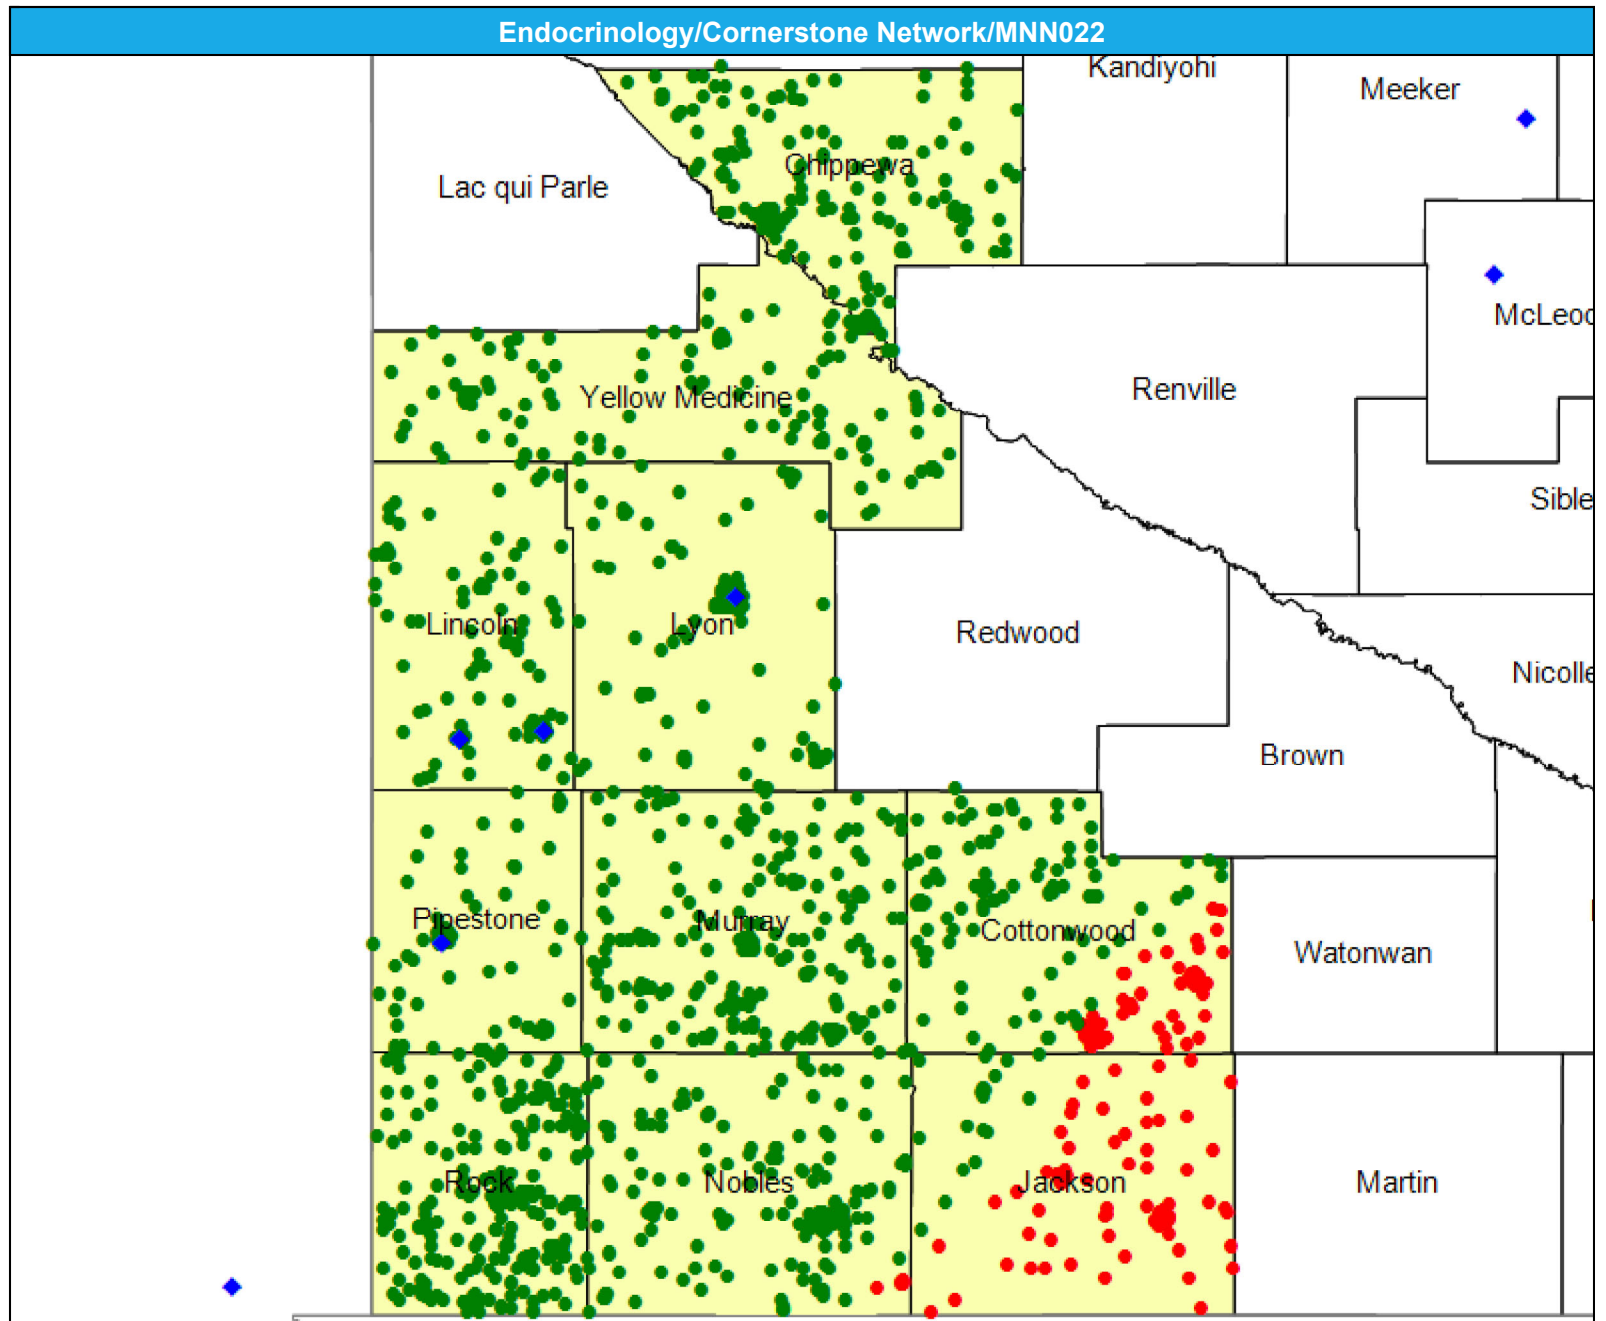 Endocrinology/Cornerstone Network/MNN022
Kandiyohi
Meeker
Chippewa
Lac qui Parle
McLeod
Renville
Yellow Medicine
Sible
Lincoln
Lyon
Redwood
Nicolle
Brown
Pipestone
Murray
Cottonwood
Watonwan
Rock
Nobles
Jackson
Martin